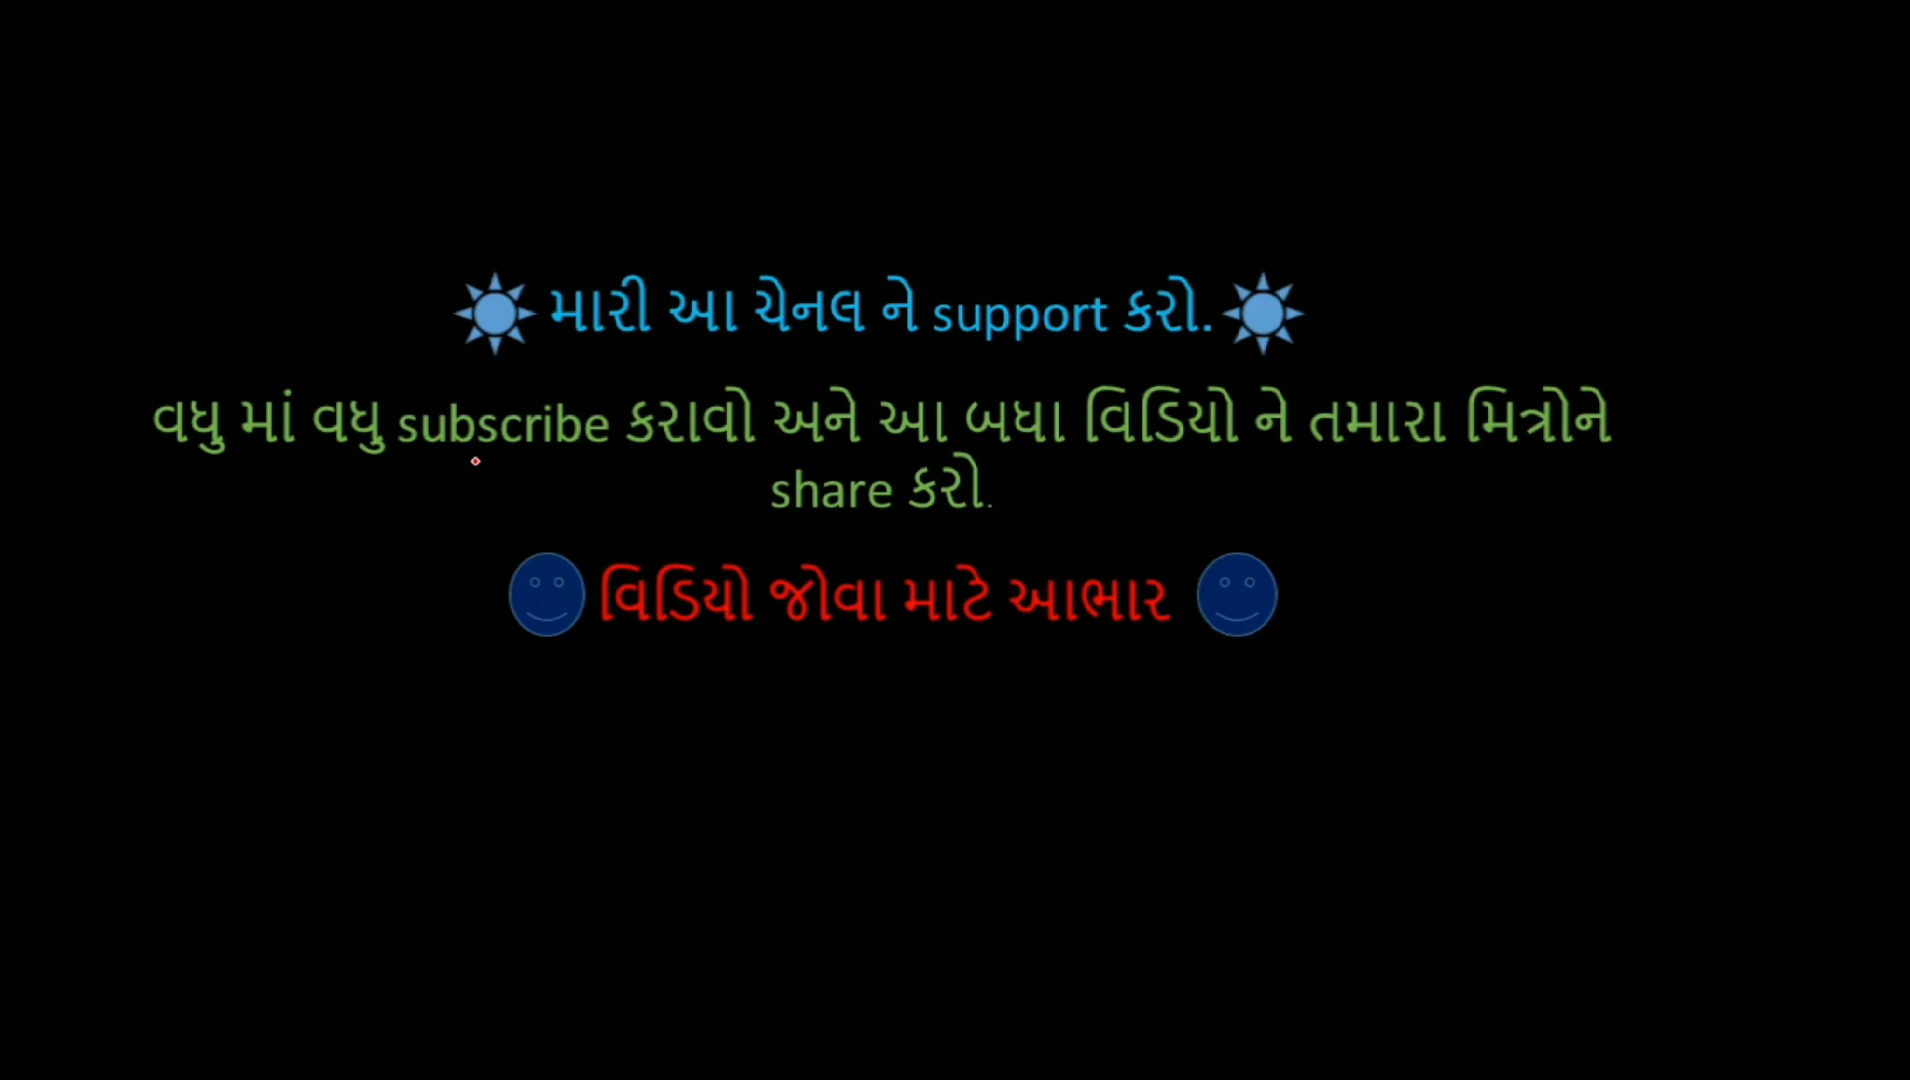 મારી આ ચેનલ ને support કરો.
વધુ માં વધુ subscribe કરાવો અને આ બધા વિડિયો ને તમારા મિત્રોને
share કરો.
વિડિયો જોવા માટે આભાર